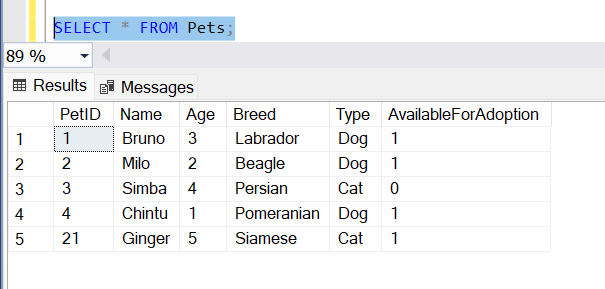 SELECT * FROM Pets;
89 %
Results Messages
PetID Name Age Breed Type AvailableForAdoption
1 1 Bruno 3 Labrador Dog 1
2 2 Milo 2 Beagle Dog 1
3 3 Simba 4 Persian Cat 0
4 4 Chintu 1 Pomeranian Dog 1
5 21 Ginger 5 Siamese Cat 1